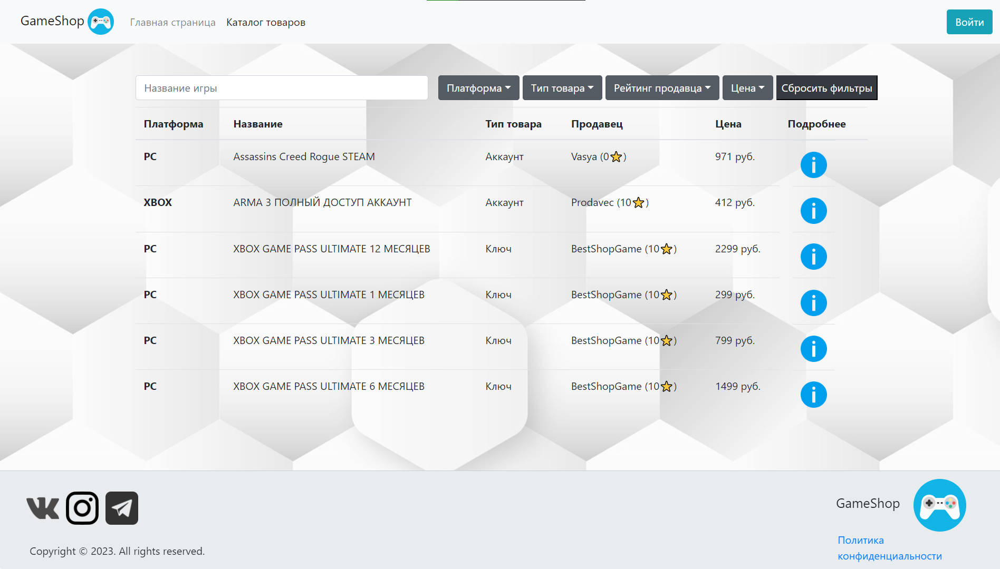 GameShop Главная страница Каталог товаров Войти
Название игры Платформа Тип товара Рейтинг продавца Цена Сбросить фильтры
Платформа Название Тип товара Продавец Цена Подробнее
PC Assassins Creed Rogue STEAM Аккаунт Vasya (0⭐) 971 руб.
XBOX ARMA 3 ПОЛНЫЙ ДОСТУП АККАУНТ Аккаунт Prodavec (10⭐) 412 руб.
PC XBOX GAME PASS ULTIMATE 12 МЕСЯЦЕВ Ключ BestShopGame (10⭐) 2299 руб.
PC XBOX GAME PASS ULTIMATE 1 МЕСЯЦЕВ Ключ BestShopGame (10⭐) 299 руб.
PC XBOX GAME PASS ULTIMATE 3 МЕСЯЦЕВ Ключ BestShopGame (10⭐) 799 руб.
PC XBOX GAME PASS ULTIMATE 6 МЕСЯЦЕВ Ключ BestShopGame (10⭐) 1499 руб.
GameShop
Политика
конфиденциальности
Copyright © 2023. All rights reserved.